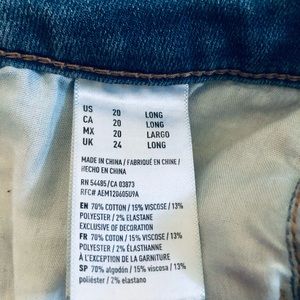 US 20 LONG
CA 20 LONG
MX 20 LARGO
UK 24 LONG
MADE IN CHINA / FABRIQUÉ EN CHINE /
HECHO EN CHINA
RN 54485/CA 03873
RFC# AEM120605U9A
EN 70% COTTON / 15% VISCOSE / 13%
POLYESTER / 2% ELASTANE
EXCLUSIVE OF DECORATION
FR 70% COTON / 15% VISCOSE / 13%
POLYESTER / 2% ÉLASTHANNE
À L'EXCEPTION DE LA GARNITURE
SP 70% algodón / 15% viscosa / 13%
poliéster / 2% elastano